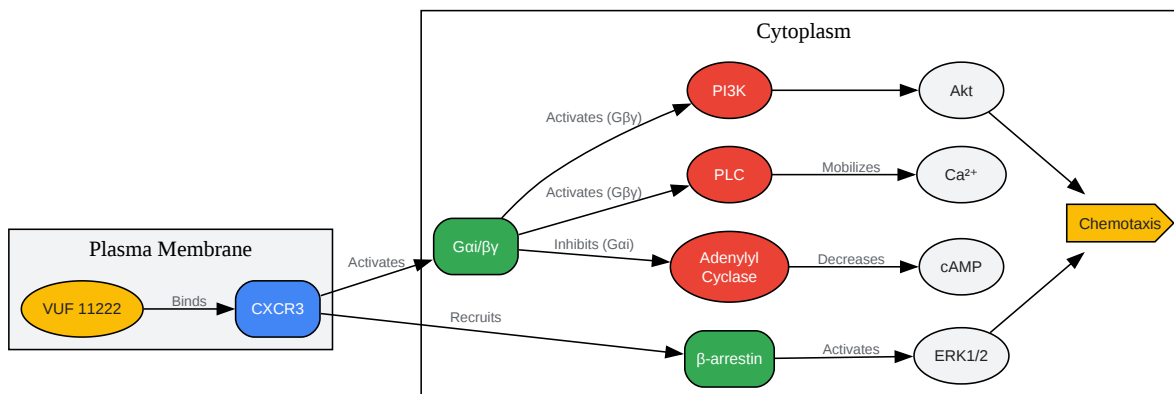 Cytoplasm
PI3K
Akt
Activates (Gβγ)
PLC
Mobilizes
Ca²⁺
Activates (Gβγ)
Chemotaxis
Plasma Membrane
Gαi/βγ
Inhibits (Gαi)
Adenylyl
Cyclase
Decreases
cAMP
Activates
VUF 11222
Binds
CXCR3
Recruits
β-arrestin
Activates
ERK1/2